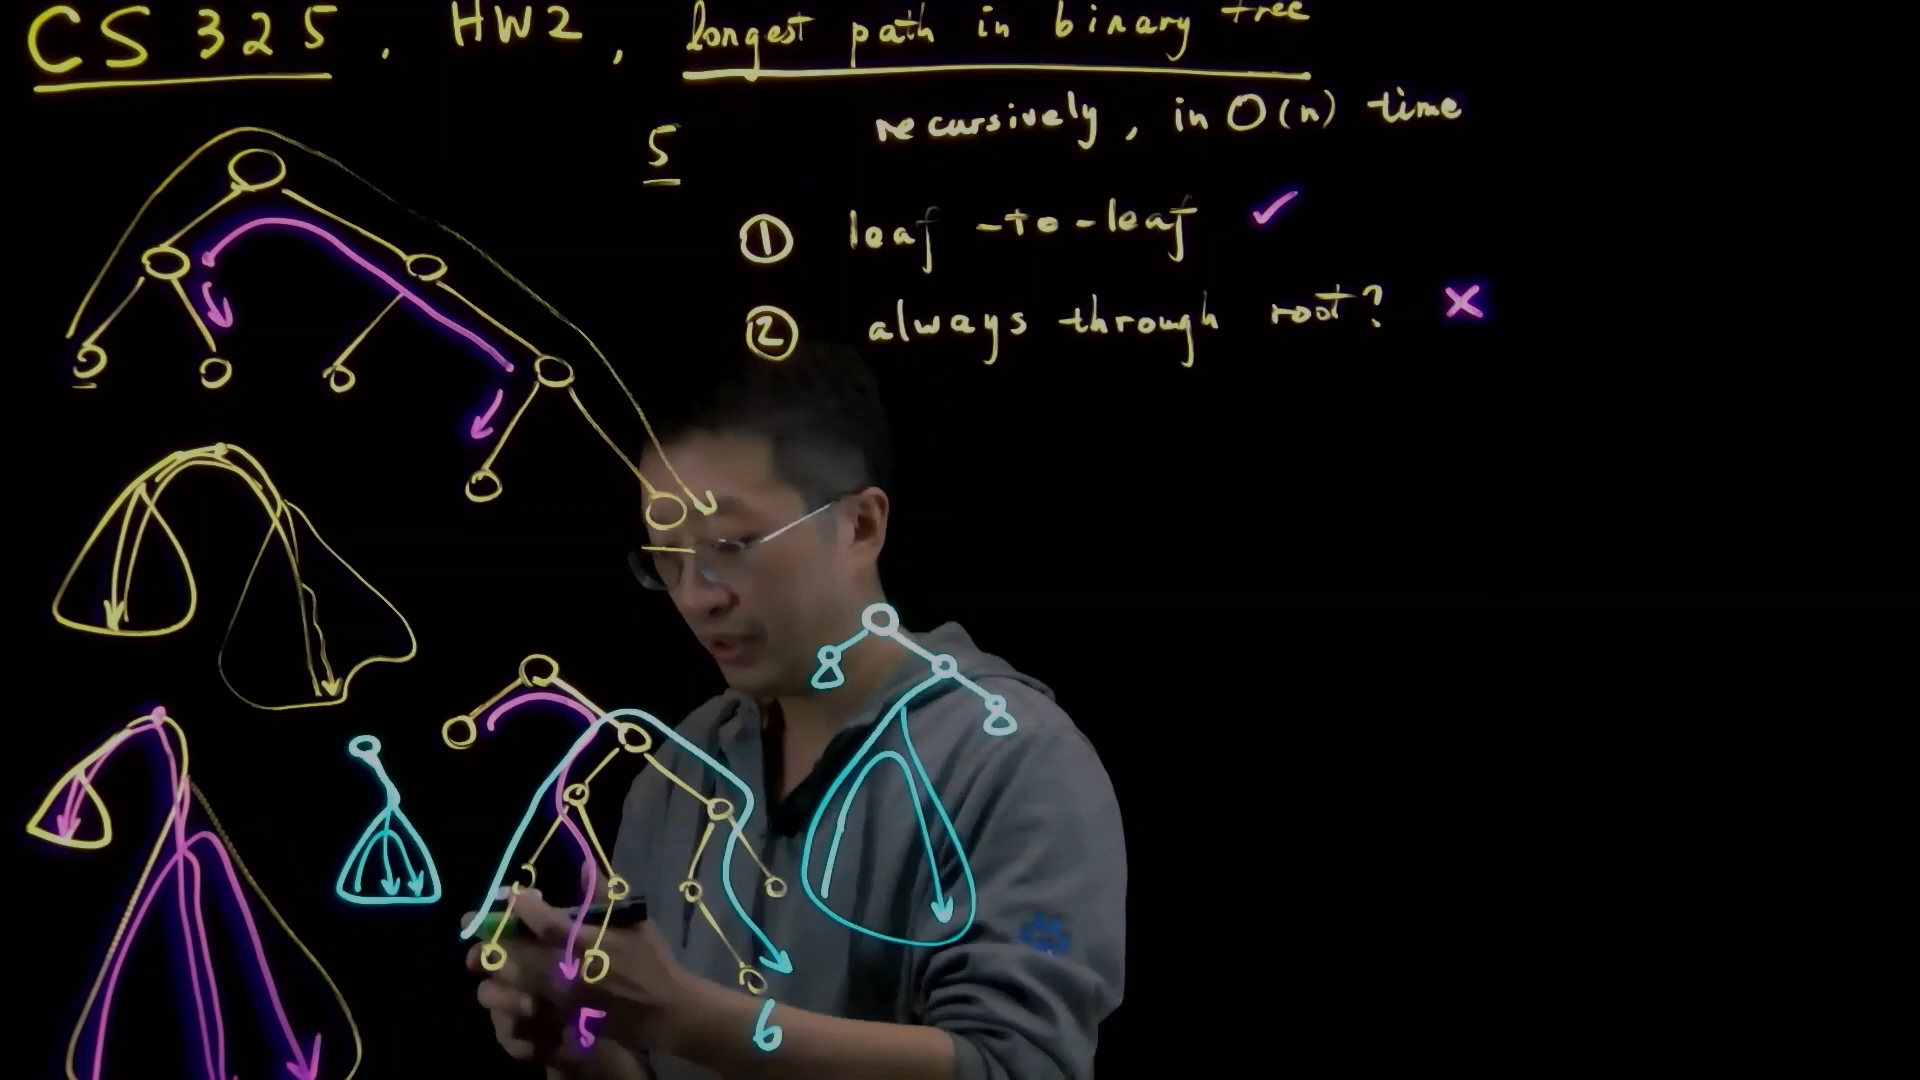 CS 325, HW2, longest path in binary tree
recursively, in O(n) time
5
① leaf-to-leaf ✓
② always through root? ✗
5
6